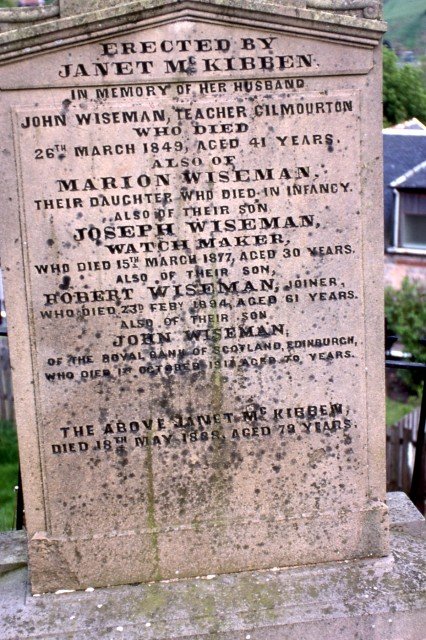 ERECTED BY
JANET McKIBBEN
IN MEMORY OF HER HUSBAND
JOHN WISEMAN, TEACHER GILMOURTON
WHO DIED
26TH MARCH 1849, AGED 41 YEARS.
ALSO OF
MARION WISEMAN,
THEIR DAUGHTER WHO DIED IN INFANCY.
ALSO OF THEIR SON
JOSEPH WISEMAN,
WATCH MAKER,
WHO DIED 15TH MARCH 1877, AGED 30 YEARS.
ALSO OF THEIR SON,
ROBERT WISEMAN, JOINER,
WHO DIED 23D FEBY 1894, AGED 61 YEARS.
ALSO OF THEIR SON
JOHN WISEMAN,
OF THE ROYAL BANK OF SCOTLAND, EDINBURGH,
WHO DIED OCTOBER AGED 70 YEARS.
THE ABOVE JANET McKIBBEN,
DIED 18TH MAY AGED 79 YEARS.